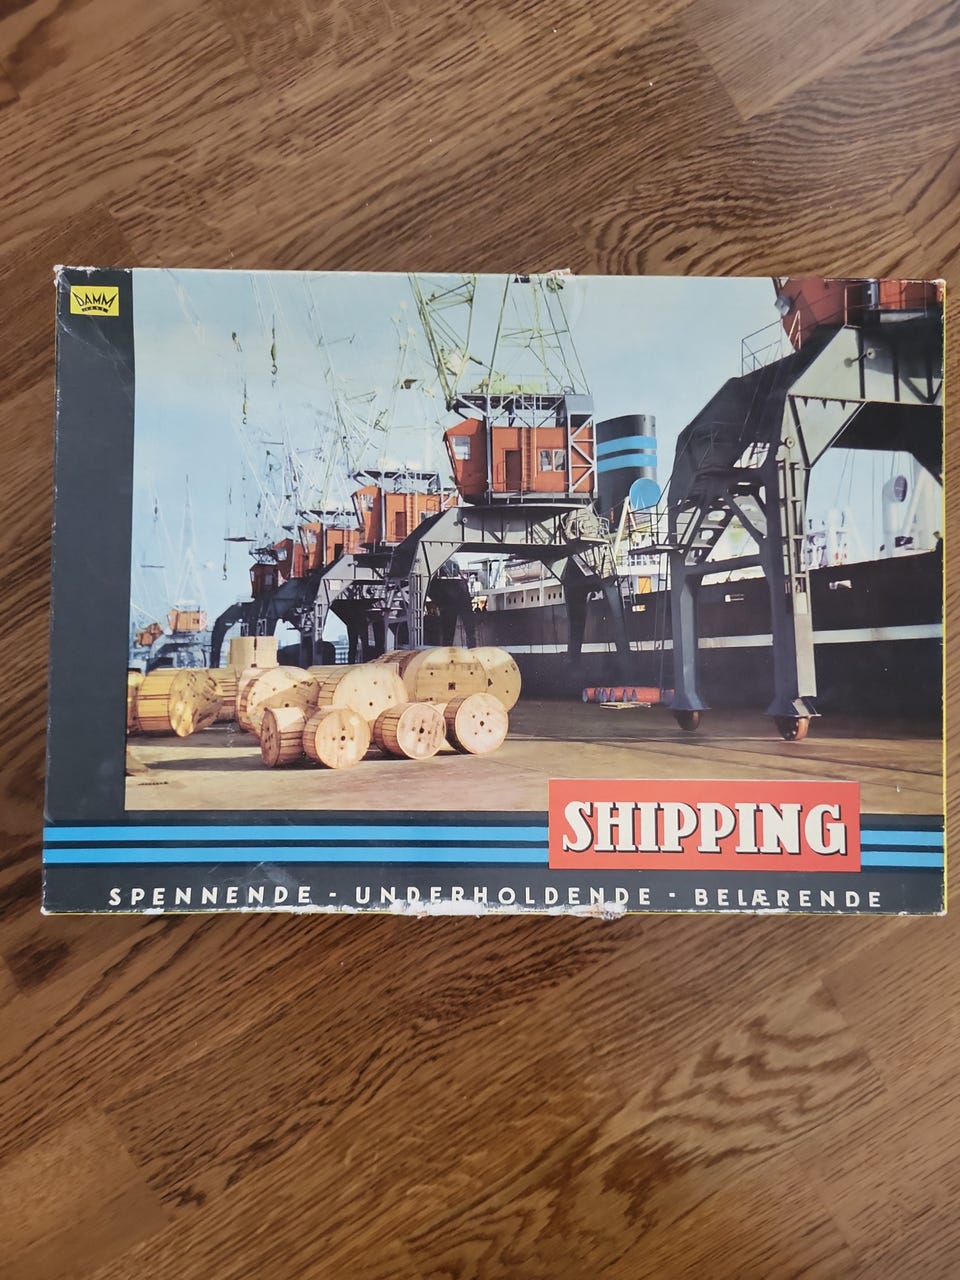 DAMM
SHIPPING
SPENNENDE - UNDERHOLDENDE - BELÆRENDE